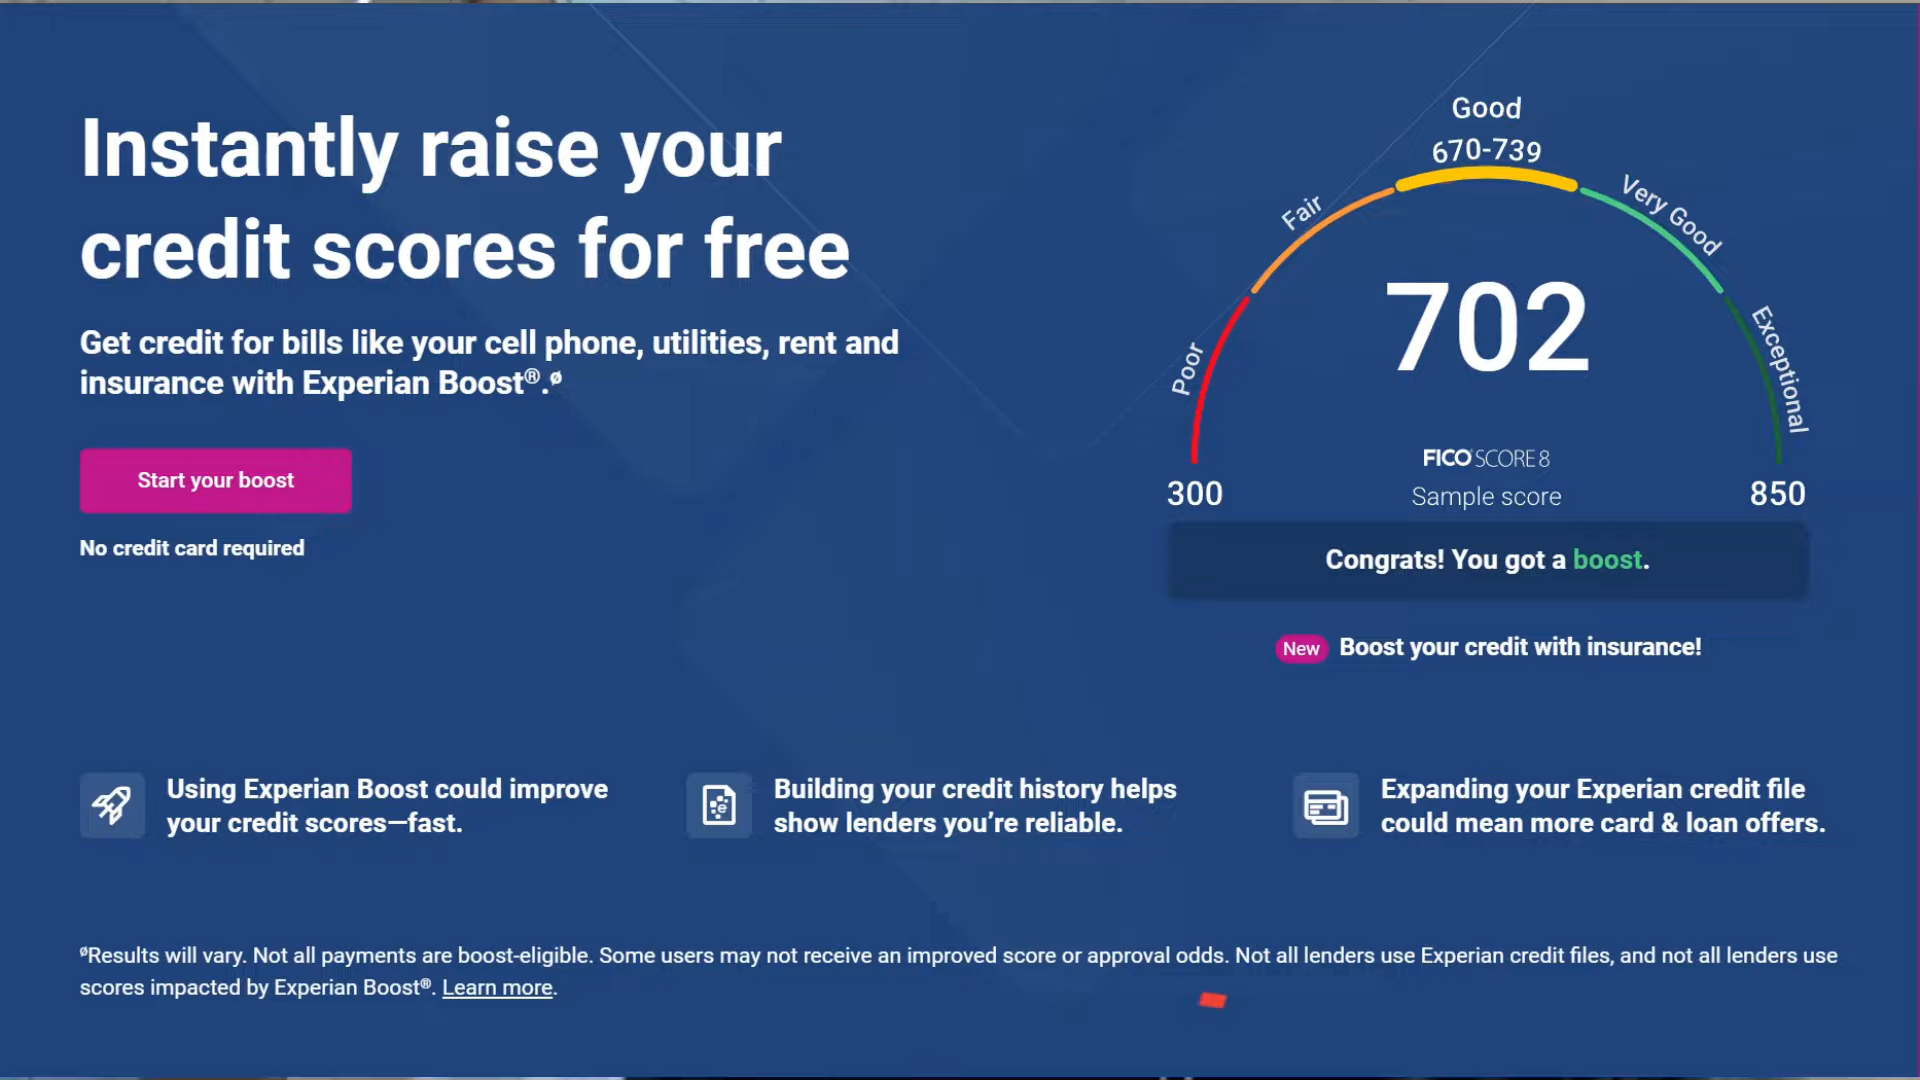 Instantly raise your
credit scores for free
Get credit for bills like your cell phone, utilities, rent and
insurance with Experian Boost®.ø
Start your boost
No credit card required
Good
670-739
Fair
Very Good
Poor
Exceptional
702
FICO SCORE 8
Sample score
300
850
Congrats! You got a boost.
New Boost your credit with insurance!
Using Experian Boost could improve
your credit scores—fast.
Building your credit history helps
show lenders you’re reliable.
Expanding your Experian credit file
could mean more card & loan offers.
øResults will vary. Not all payments are boost-eligible. Some users may not receive an improved score or approval odds. Not all lenders use Experian credit files, and not all lenders use
scores impacted by Experian Boost®. Learn more.